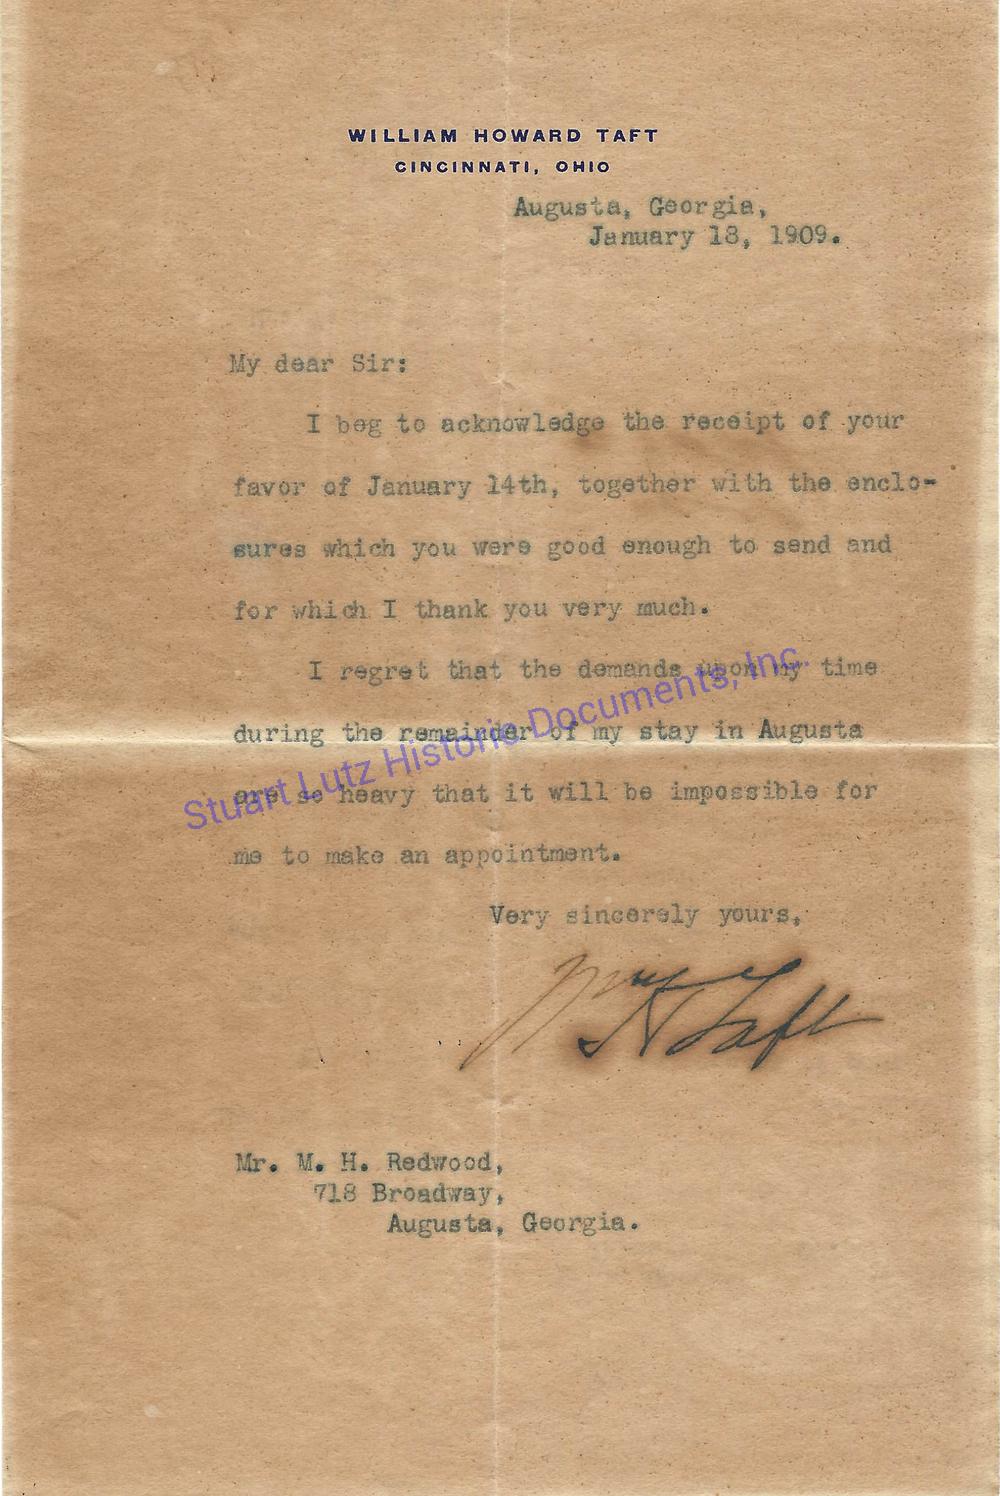 WILLIAM HOWARD TAFT
CINCINNATI, OHIO
Augusta, Georgia,
January 18, 1909.
My dear Sir:
I beg to acknowledge the receipt of your
favor of January 14th, together with the enclo-
sures which you were good enough to send and
for which I thank you very much.
I regret that the demands upon my time
during the remainder of my stay in Augusta
are so heavy that it will be impossible for
me to make an appointment.
Stuart Lutz Historic Documents, Inc.
Very sincerely yours,
Wm H Taft
Mr. M. H. Redwood,
718 Broadway,
Augusta, Georgia.